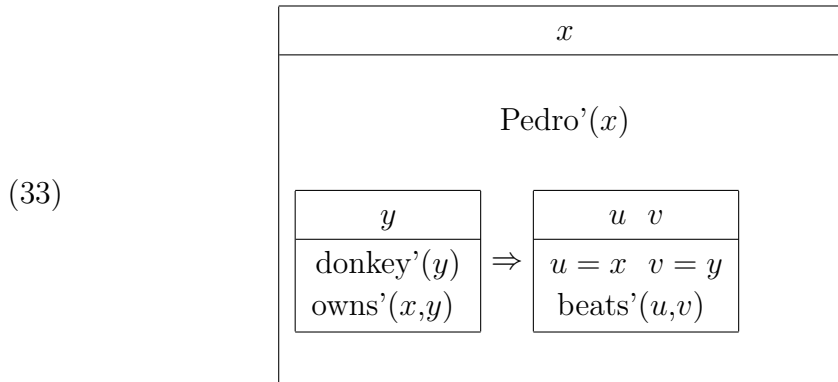 x
Pedro’(x)
(33)
y
donkey’(y)
owns’(x,y)
⇒
u v
u = x v = y
beats’(u,v)